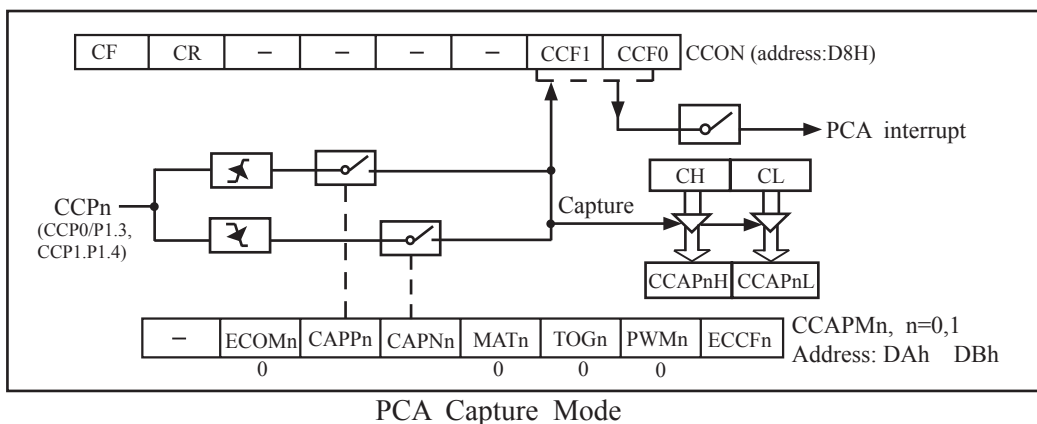 CF CR – – – – CCF1 CCF0 CCON (address:D8H)
PCA interrupt
CH CL
CCPn
(CCP0/P1.3,
CCP1.P1.4)
Capture
CCAPnH CCAPnL
– ECOMn CAPPn CAPNn MATn TOGn PWMn ECCFn
CCAPMn, n=0,1
Address: DAh DBh
0 0 0 0
PCA Capture Mode